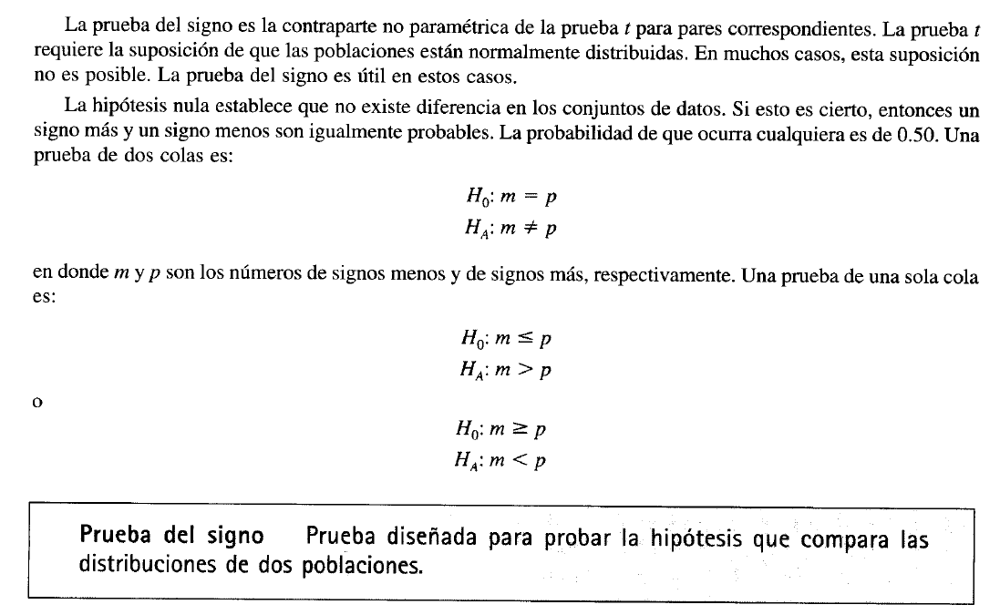 La prueba del signo es la contraparte no paramétrica de la prueba t para pares correspondientes. La prueba t
requiere la suposición de que las poblaciones están normalmente distribuidas. En muchos casos, esta suposición
no es posible. La prueba del signo es útil en estos casos.
La hipótesis nula establece que no existe diferencia en los conjuntos de datos. Si esto es cierto, entonces un
signo más y un signo menos son igualmente probables. La probabilidad de que ocurra cualquiera es de 0.50. Una
prueba de dos colas es:
H₀: m = p
H_A: m ≠ p
en donde m y p son los números de signos menos y de signos más, respectivamente. Una prueba de una sola cola
es:
H₀: m ≤ p
H_A: m > p
o
H₀: m ≥ p
H_A: m < p
Prueba del signo Prueba diseñada para probar la hipótesis que compara las
distribuciones de dos poblaciones.